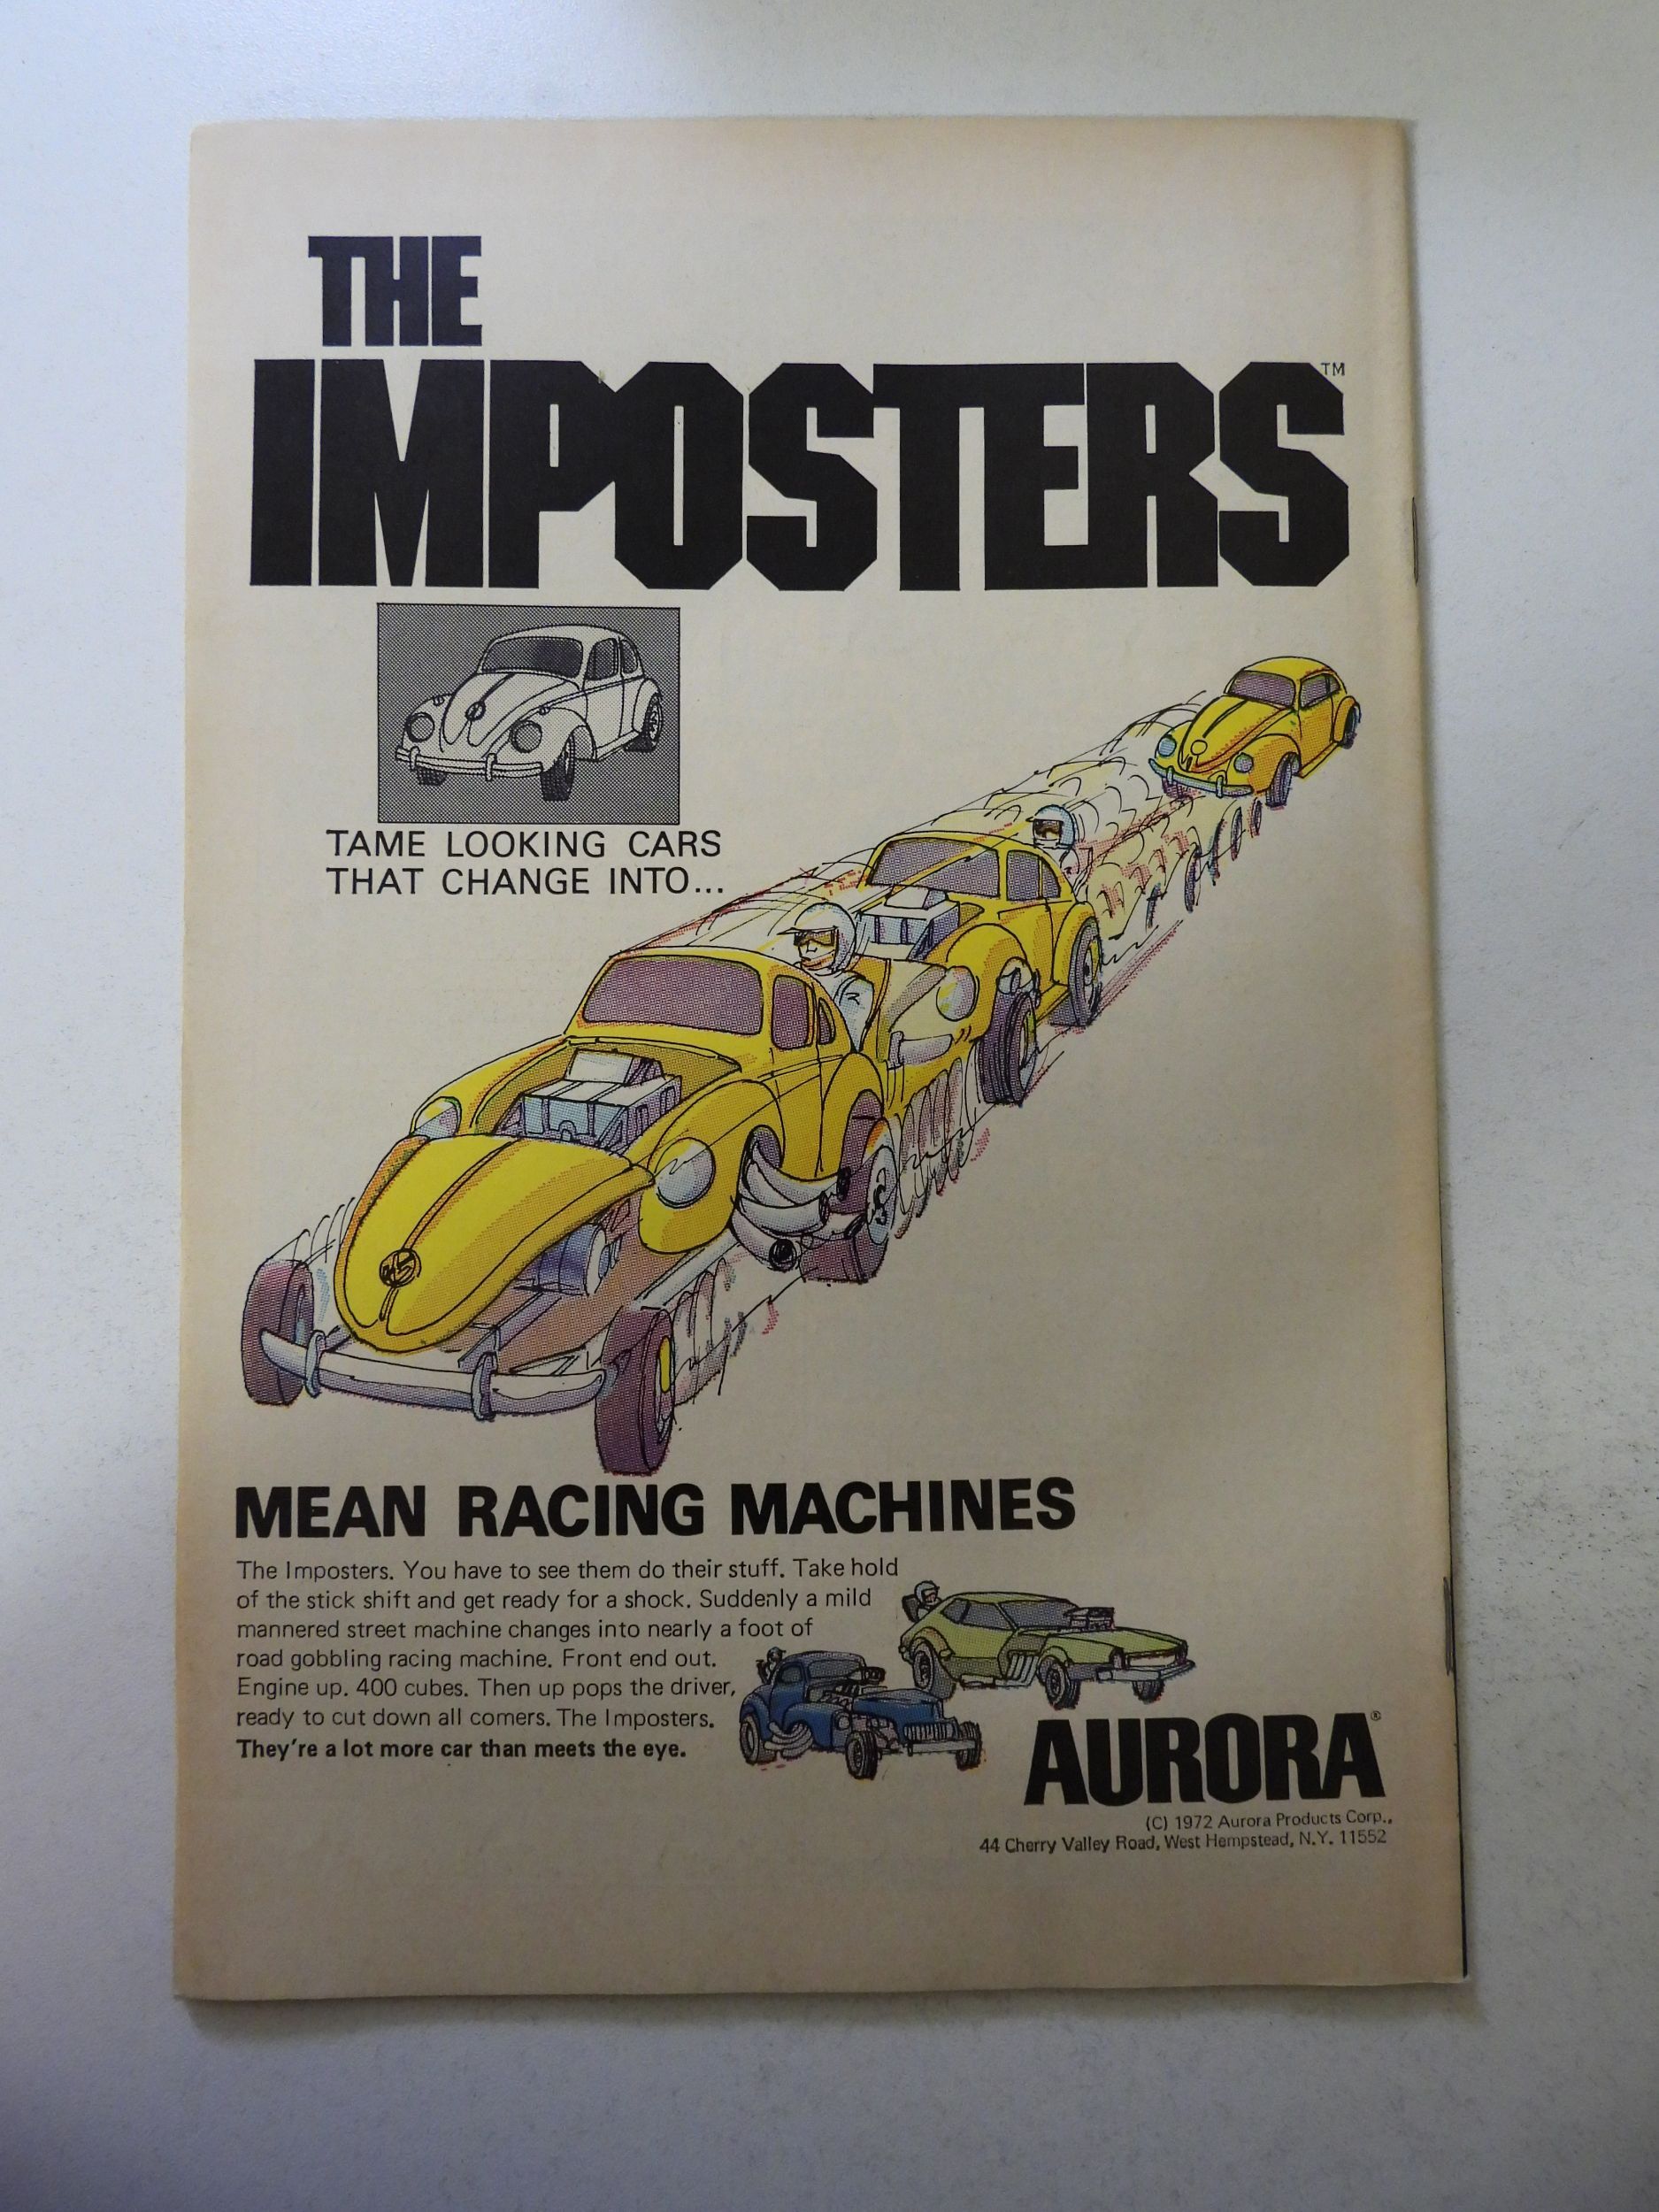 THE
IMPOSTERS™
TAME LOOKING CARS
THAT CHANGE INTO...
MEAN RACING MACHINES
The Imposters. You have to see them do their stuff. Take hold
of the stick shift and get ready for a shock. Suddenly a mild
mannered street machine changes into nearly a foot of
road gobbling racing machine. Front end out.
Engine up. 400 cubes. Then up pops the driver,
ready to cut down all comers. The Imposters.
They're a lot more car than meets the eye.
AURORA®
(C) 1972 Aurora Products Corp.,
44 Cherry Valley Road, West Hempstead, N.Y. 11552